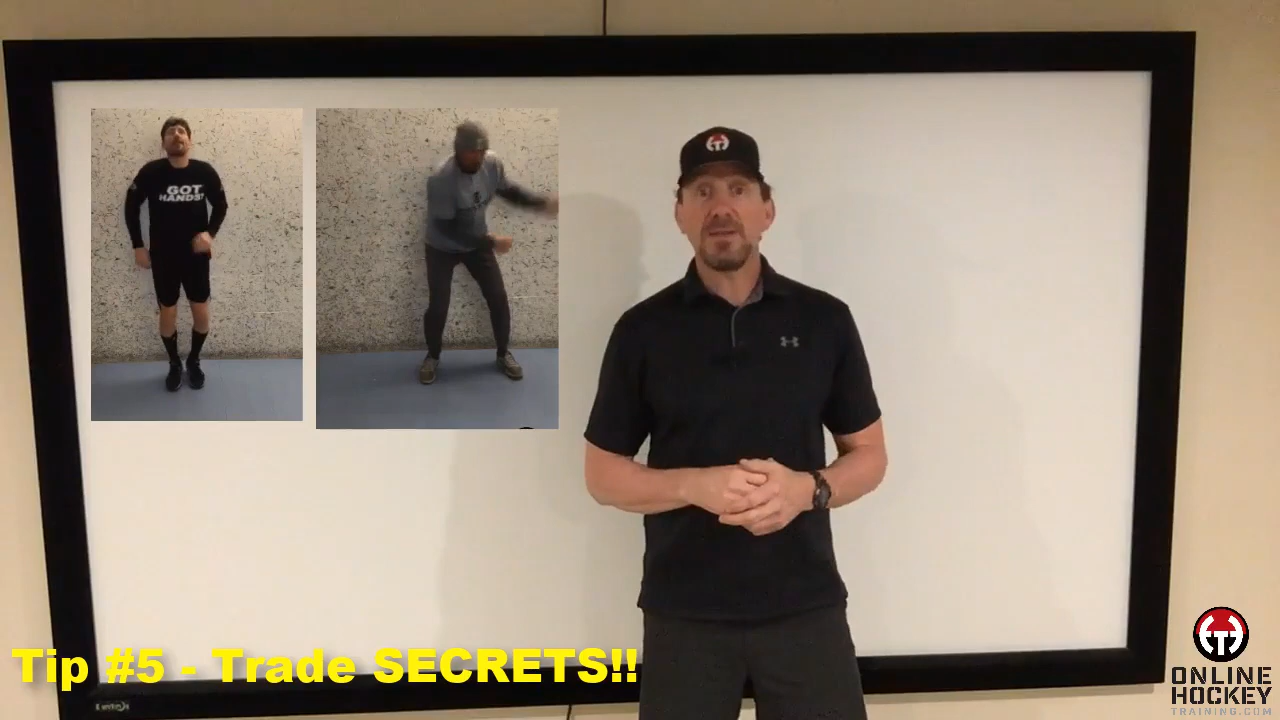 GOT
HANDS?
Tip #5 - Trade SECRETS!!
ONLINE
HOCKEY
TRAINING.COM